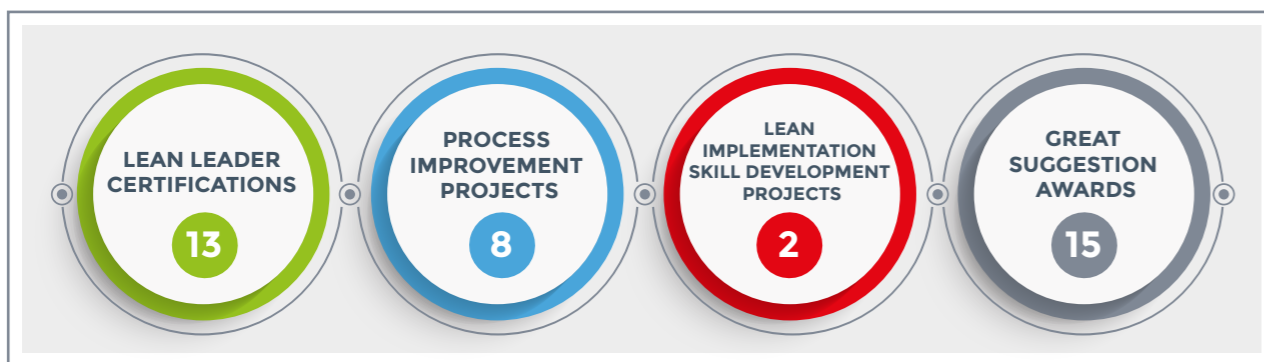 LEAN LEADER
CERTIFICATIONS
13
PROCESS
IMPROVEMENT
PROJECTS
8
LEAN
IMPLEMENTATION
SKILL DEVELOPMENT
PROJECTS
2
GREAT
SUGGESTION
AWARDS
15